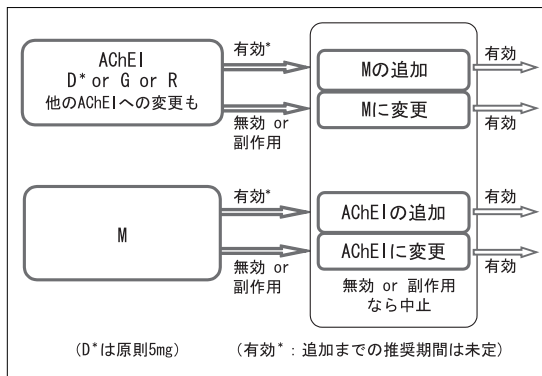 AChEI
D* or G or R
他のAChEIへの変更も
有効*
無効 or
副作用
Mの追加
Mに変更
有効
有効
M
有効*
無効 or
副作用
AChEIの追加
AChEIに変更
有効
有効
無効 or 副作用
なら中止
(D*は原則5mg)
(有効*：追加までの推奨期間は未定)